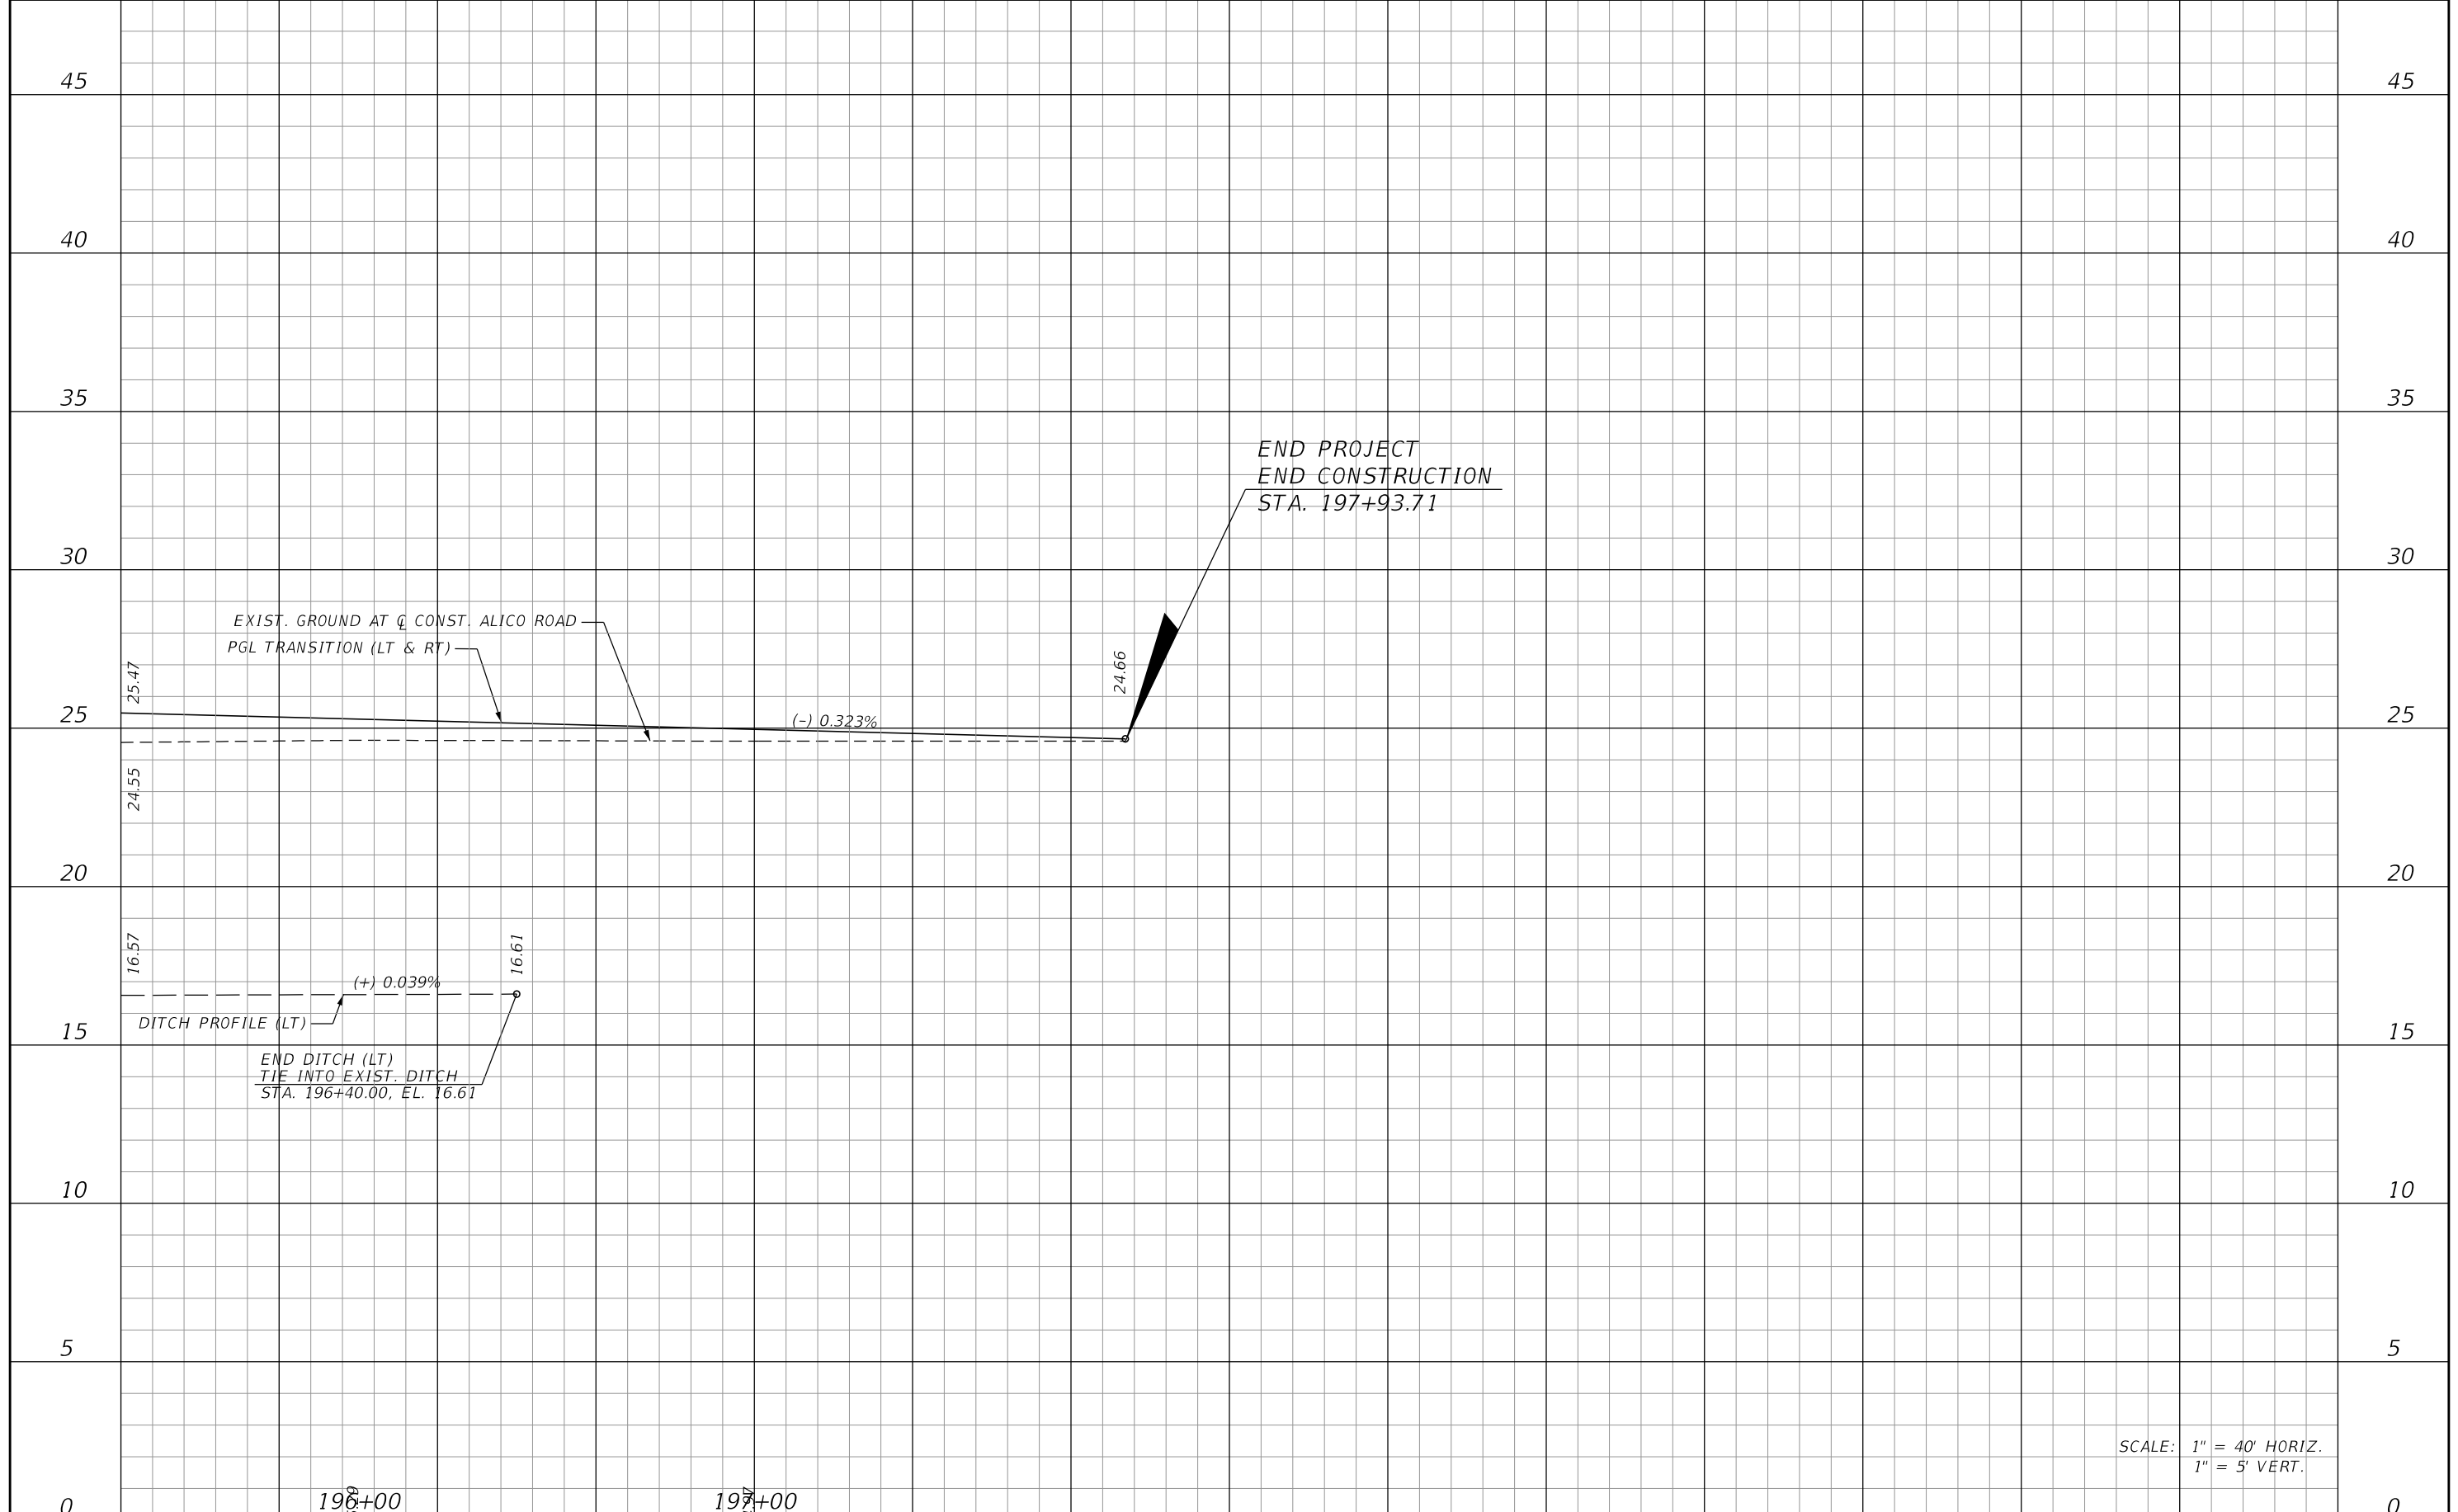 45
45
40
40
35
35
END PROJECT
END CONSTRUCTION
STA. 197+93.71
30
30
EXIST. GROUND AT ℄ CONST. ALICO ROAD
PGL TRANSITION (LT & RT)
25.47
24.66
25
(-) 0.323%
25
24.55
20
20
16.57
16.61
(+) 0.039%
DITCH PROFILE (LT)
15
15
END DITCH (LT)
TIE INTO EXIST. DITCH
STA. 196+40.00, EL. 16.61
10
10
5
5
SCALE: 1" = 40' HORIZ.
1" = 5' VERT.
0
196+00
197+00
0